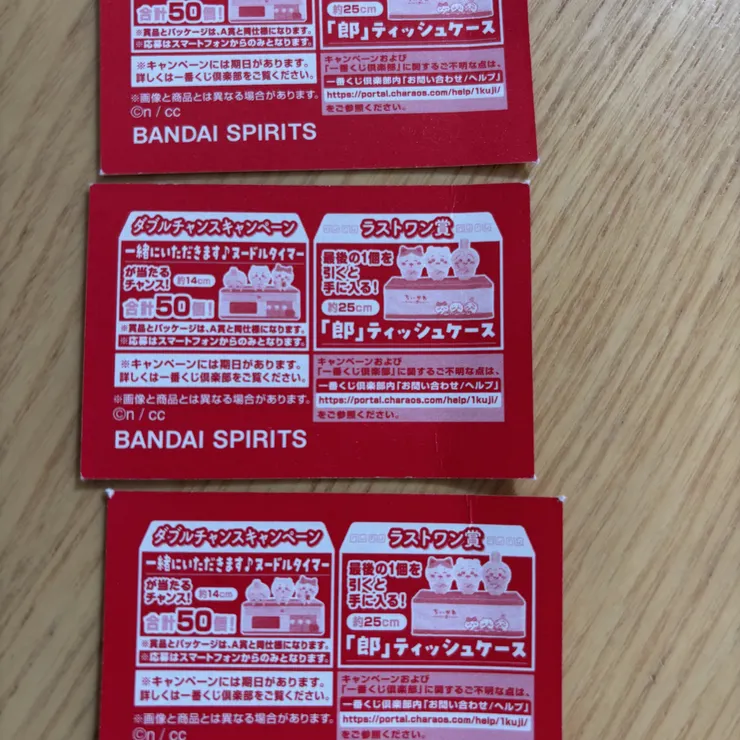 合計50個!
※賞品とパッケージは、A賞と同仕様になります。
※応募はスマートフォンからのみとなります。
※キャンペーンには期日があります。
詳しくは一番くじ倶楽部をご覧ください。
※画像と商品とは異なる場合があります。
©n / cc
BANDAI SPIRITS
約25cm
「郎」ティッシュケース
キャンペーンおよび
「一番くじ倶楽部」に関するご不明な点は、
一番くじ倶楽部内「お問い合わせ/ヘルプ」
https://portal.charaos.com/help/1kuji/
をご参照ください。
ダブルチャンスキャンペーン
一緒にいただきます♪ヌードルタイマー
が当たる
チャンス!
約14cm
合計50個!
※賞品とパッケージは、A賞と同仕様になります。
※応募はスマートフォンからのみとなります。
※キャンペーンには期日があります。
詳しくは一番くじ倶楽部をご覧ください。
※画像と商品とは異なる場合があります。
©n / cc
BANDAI SPIRITS
ラストワン賞
最後の1個を
引くと
手に入る!
約25cm
「郎」ティッシュケース
キャンペーンおよび
「一番くじ倶楽部」に関するご不明な点は、
一番くじ倶楽部内「お問い合わせ/ヘルプ」
https://portal.charaos.com/help/1kuji/
をご参照ください。
ダブルチャンスキャンペーン
一緒にいただきます♪ヌードルタイマー
が当たる
チャンス!
約14cm
合計50個!
※賞品とパッケージは、A賞と同仕様になります。
※応募はスマートフォンからのみとなります。
※キャンペーンには期日があります。
詳しくは一番くじ倶楽部をご覧ください。
※画像と商品とは異なる場合があります。
©n / cc
ラストワン賞
最後の1個を
引くと
手に入る!
約25cm
「郎」ティッシュケース
キャンペーンおよび
「一番くじ倶楽部」に関するご不明な点は、
一番くじ倶楽部内「お問い合わせ/ヘルプ」
https://portal.charaos.com/help/1kuji/
をご参照ください。